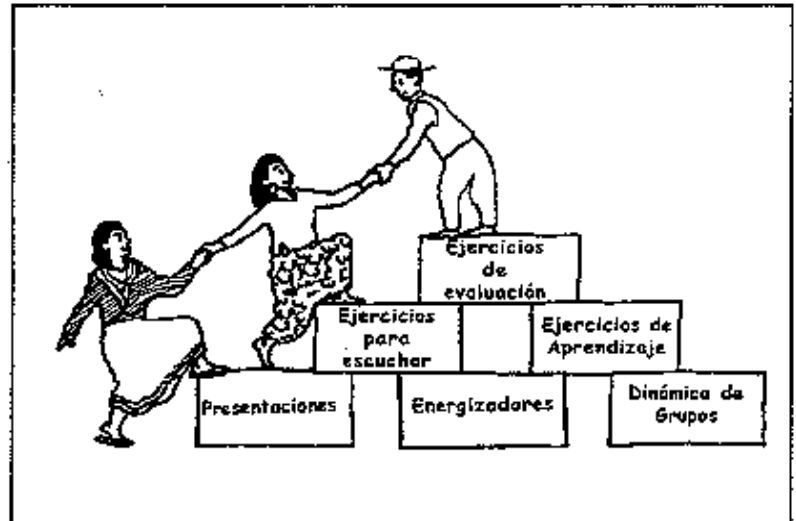 Ejercicios
de
evaluación
Ejercicios
para
escuchar
Ejercicios de
Aprendizaje
Presentaciones
Energizadores
Dinámica de
Grupos